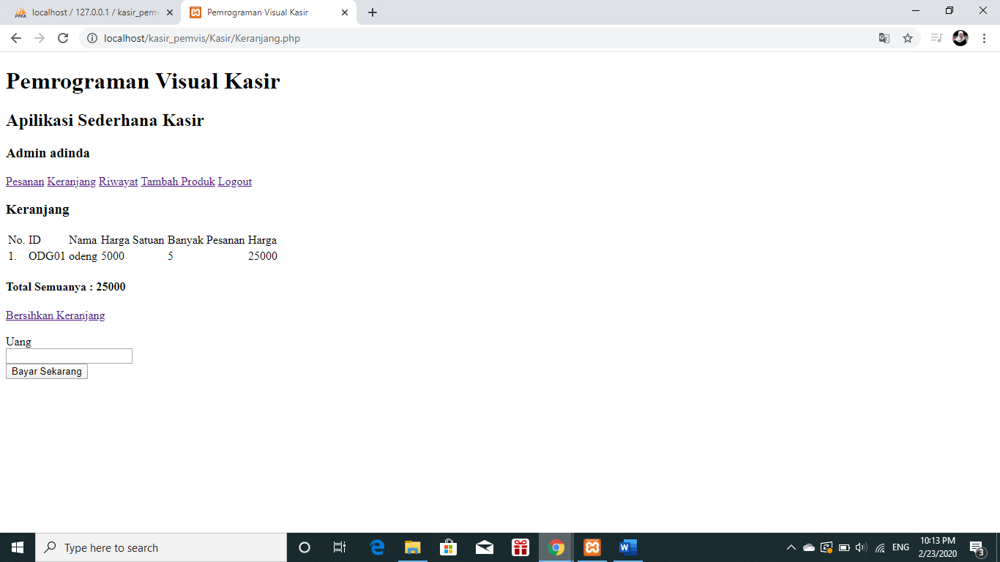 localhost / 127.0.0.1 / kasir_pemv
Pemrograman Visual Kasir
localhost/kasir_pemvis/Kasir/Keranjang.php
Pemrograman Visual Kasir
Apilikasi Sederhana Kasir
Admin adinda
Pesanan Keranjang Riwayat Tambah Produk Logout
Keranjang
No. ID Nama Harga Satuan Banyak Pesanan Harga
1. ODG01 odeng 5000 5 25000
Total Semuanya : 25000
Bersihkan Keranjang
Uang
Bayar Sekarang
Type here to search
ENG
10:13 PM
2/23/2020
3